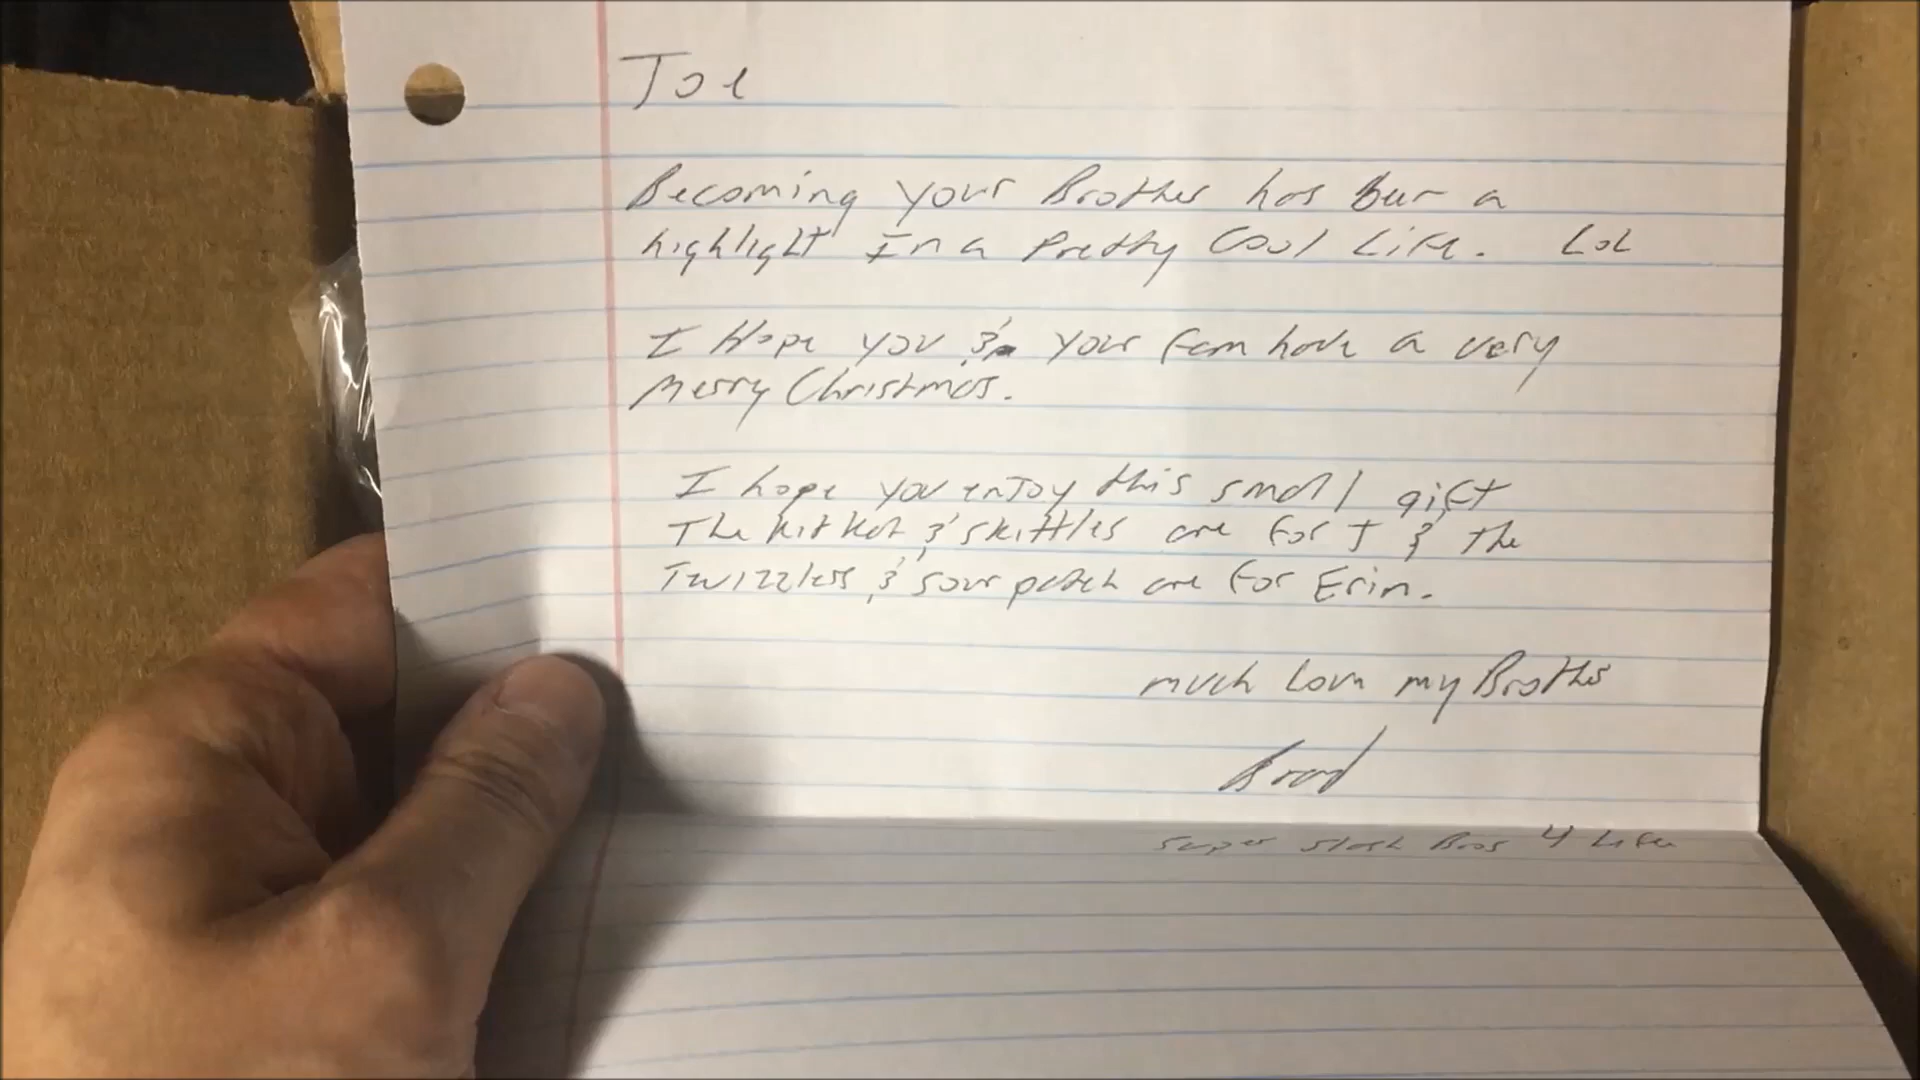 Joe
Becoming your Brother has been a
highlight In a Pretty Cool Life. LoL
I Hope you & your fam have a very
merry Christmas.
I hope you enjoy this small gift
The kit kat & skittles are for J & the
Twizzlers & sour patch are for Erin.
much Love my Brother
Brad
Super Slash Bros 4 Life